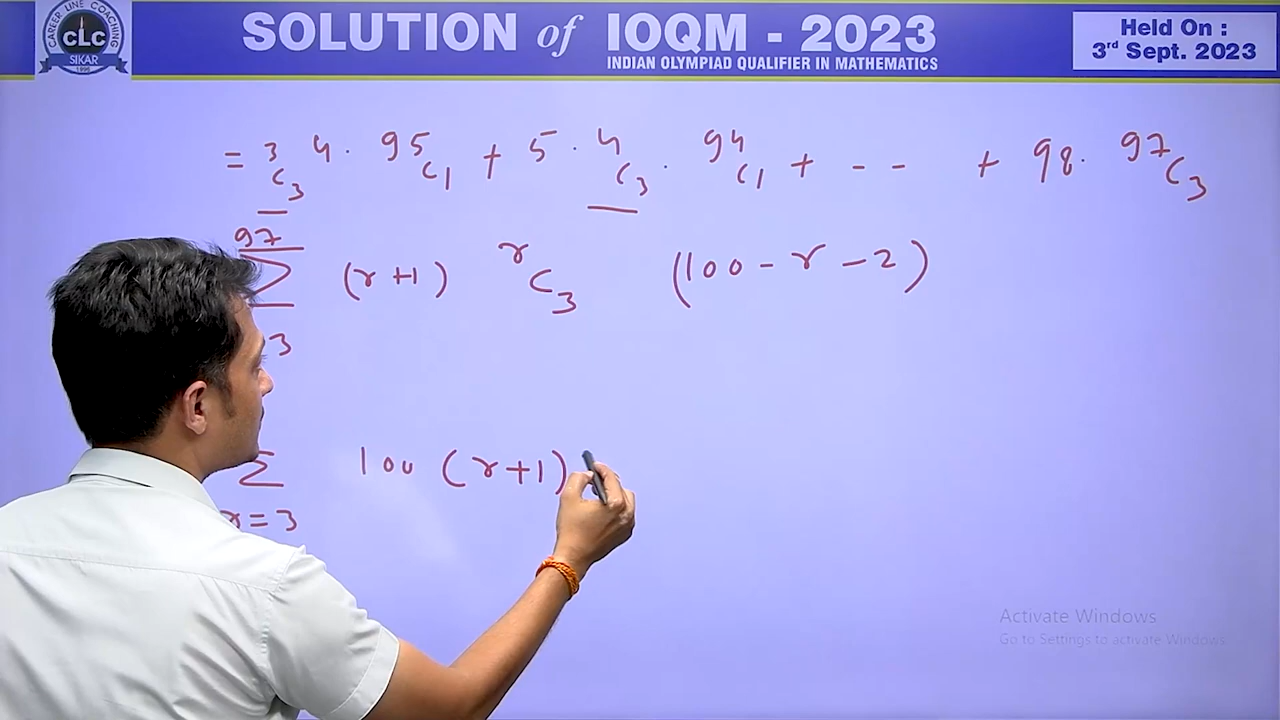 CAREER LINE COACHING
CLC
SIKAR
1996
SOLUTION of IOQM - 2023
INDIAN OLYMPIAD QUALIFIER IN MATHEMATICS
Held On :
3rd Sept. 2023
= ³C₃ 4 · ⁹⁵C₁ + 5 · ⁴C₃ · ⁹⁴C₁ + - - + 98 · ⁹⁷C₃
97
Σ (r+1) ʳC₃ (100 - r - 2)
3
Σ 100 (r+1)
r = 3
Activate Windows
Go to Settings to activate Windows.